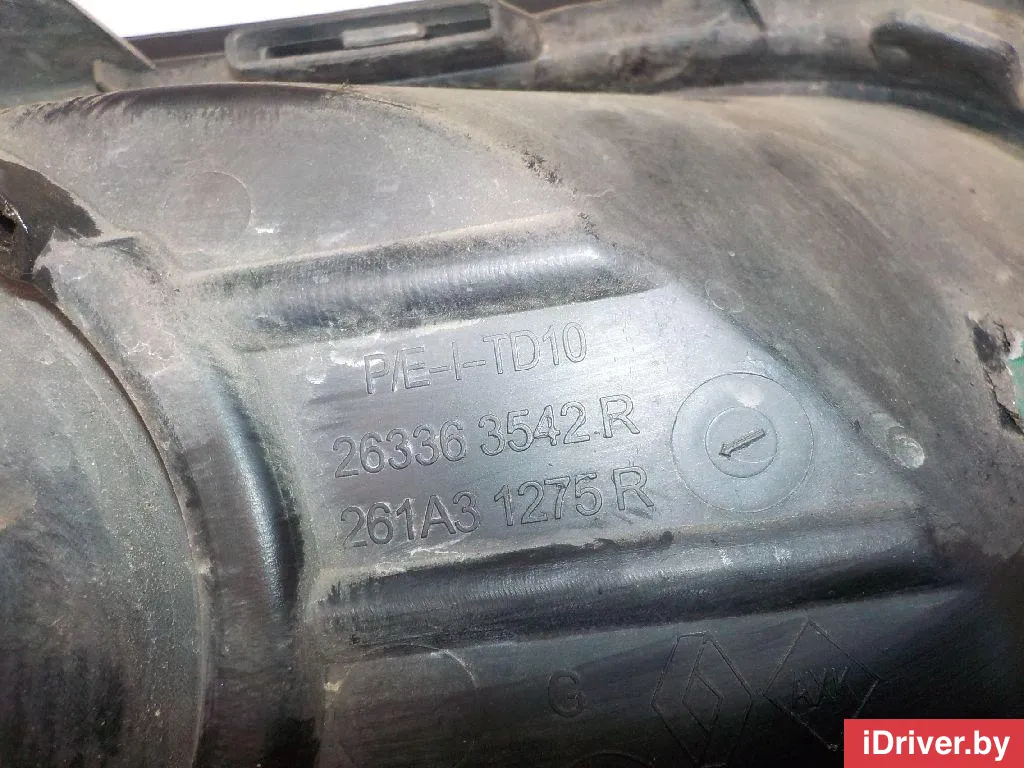 P/E-I-TD10
26336 3542 R
261A3 1275 R
G
iDriver.by